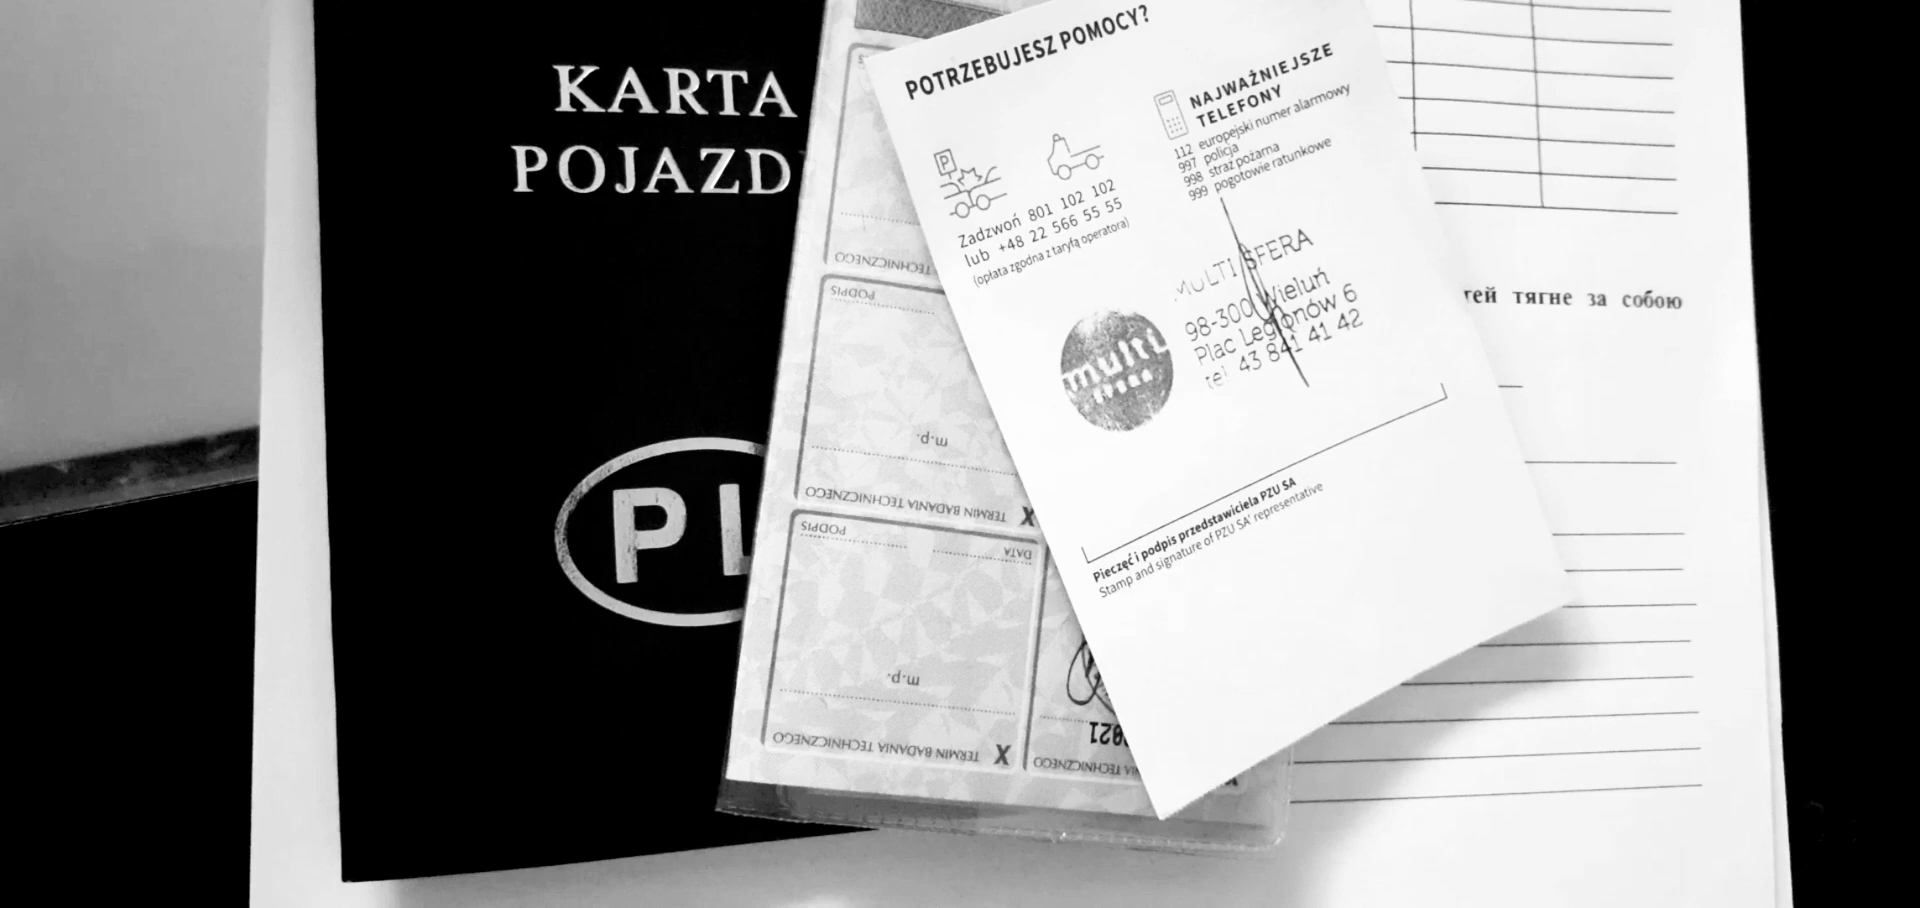 KARTA
POJAZD
PL
POTRZEBUJESZ POMOCY?
P
Zadzwoń 801 102 102
lub +48 22 566 55 55
(opłata zgodna z taryfą operatora)
NAJWAŻNIEJSZE
TELEFONY
112 europejski numer alarmowy
997 policja
998 straż pożarna
999 pogotowie ratunkowe
MULTI SFERA
98-300 Wieluń
Plac Legionów 6
tel 43 841 41 42
multi
Pieczęć i podpis przedstawiciela PZU SA
Stamp and signature of PZU SA' representative
TECHNICZNEGO
PODPIS
m.p.
X TERMIN BADANIA TECHNICZNEGO
DATA
PODPIS
m.p.
X TERMIN BADANIA TECHNICZNEGO
2021
TECHNICZNEGO
тягне за собою